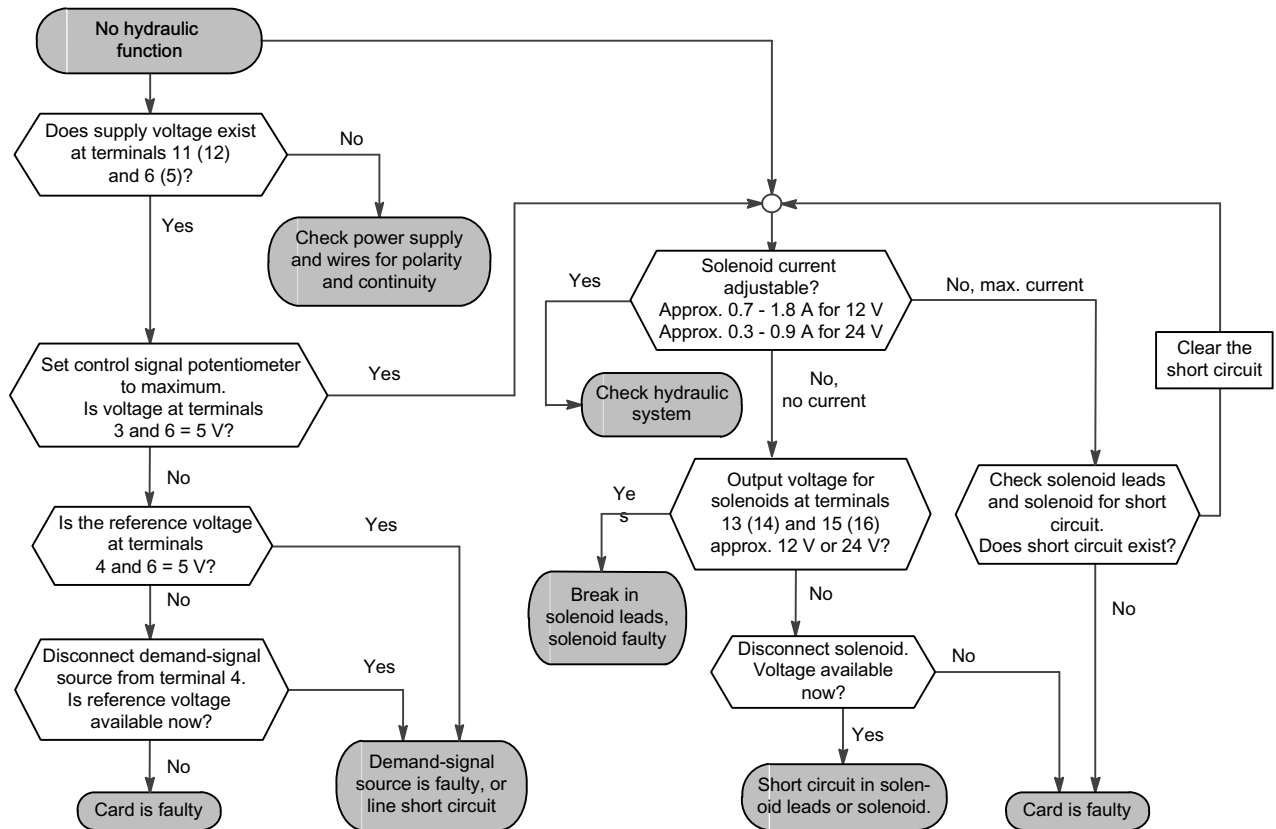 No hydraulic
function
Does supply voltage exist
at terminals 11 (12)
and 6 (5)?
No
Yes
Check power supply
and wires for polarity
and continuity
Set control signal potentiometer
to maximum.
Is voltage at terminals
3 and 6 = 5 V?
Yes
No
Is the reference voltage
at terminals
4 and 6 = 5 V?
Yes
No
Disconnect demand-signal
source from terminal 4.
Is reference voltage
available now?
Yes
No
Card is faulty
Demand-signal
source is faulty, or
line short circuit
Solenoid current
adjustable?
Approx. 0.7 - 1.8 A for 12 V
Approx. 0.3 - 0.9 A for 24 V
Yes
No, max. current
Clear the
short circuit
Check hydraulic
system
No,
no current
Output voltage for
solenoids at terminals
13 (14) and 15 (16)
approx. 12 V or 24 V?
Ye
s
Check solenoid leads
and solenoid for short
circuit.
Does short circuit exist?
Break in
solenoid leads,
solenoid faulty
No
No
Disconnect solenoid.
Voltage available
now?
No
Yes
Short circuit in solen-
oid leads or solenoid.
Card is faulty